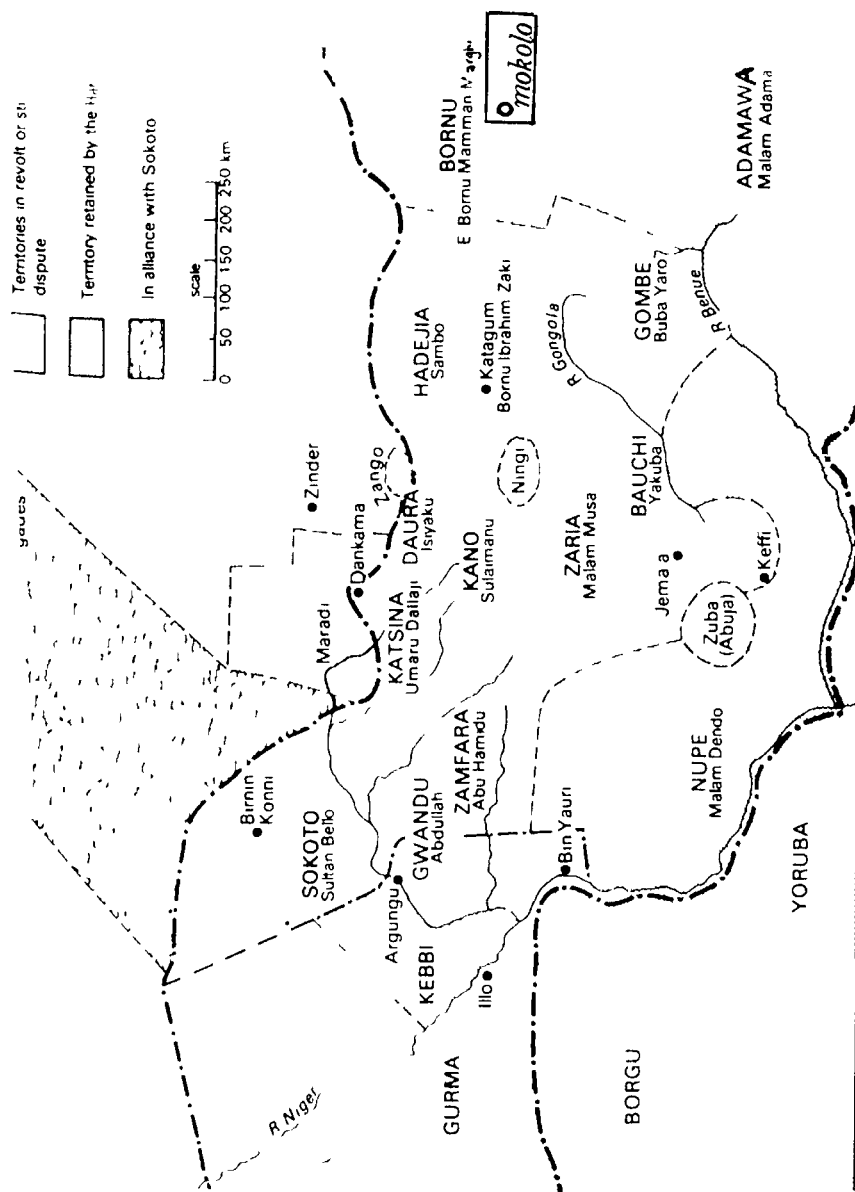 Territories in revolt or
dispute
Territory retained by the
In alliance with Sokoto
scale
0 50 100 150 200 250 km
Zinder
Zango
Dankama
Maradi
Birnin
Konni
DAURA
Isiyaku
KATSINA
Umaru Dallaji
SOKOTO
Sultan Bello
R Niger
HADEJIA
Sambo
BORNU
E Bornu Mamman
mokolo
KANO
Sulaimanu
Katagum
Bornu Ibrahim Zaki
Ningi
Argungu
GWANDU
Abdullah
KEBBI
ZAMFARA
Abu Hamidu
Illo
GURMA
Bin Yauri
R Gongola
ZARIA
Malam Musa
BAUCHI
Yakuba
GOMBE
Buba Yaro
R Benue
ADAMAWA
Malam Adama
Jema a
Keffi
Zuba
(Abuja)
NUPE
Malam Dendo
BORGU
YORUBA